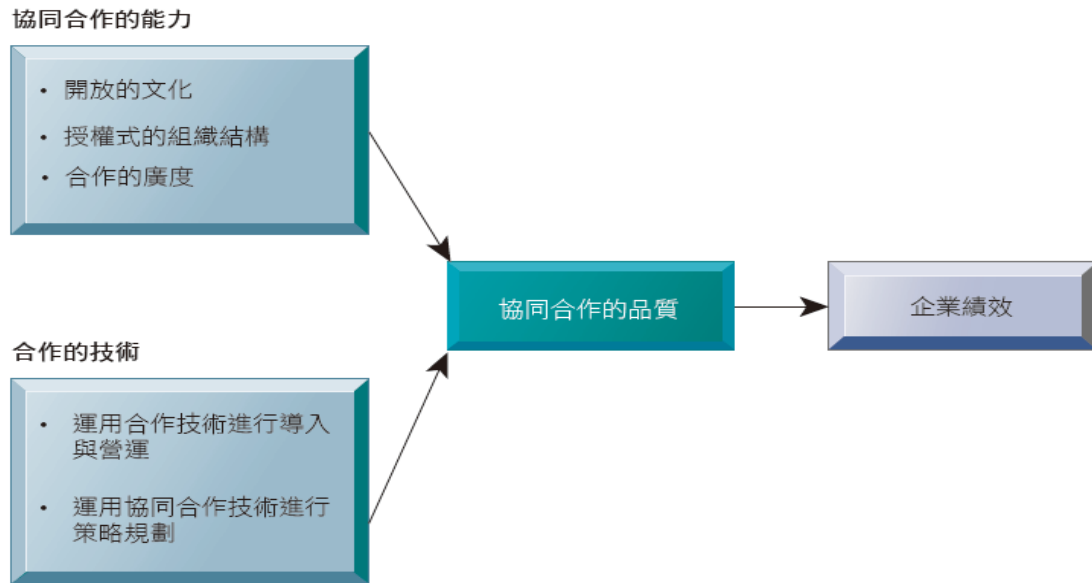 協同合作的能力
• 開放的文化
• 授權式的組織結構
• 合作的廣度
協同合作的品質
企業績效
合作的技術
• 運用合作技術進行導入
與營運
• 運用協同合作技術進行
策略規劃